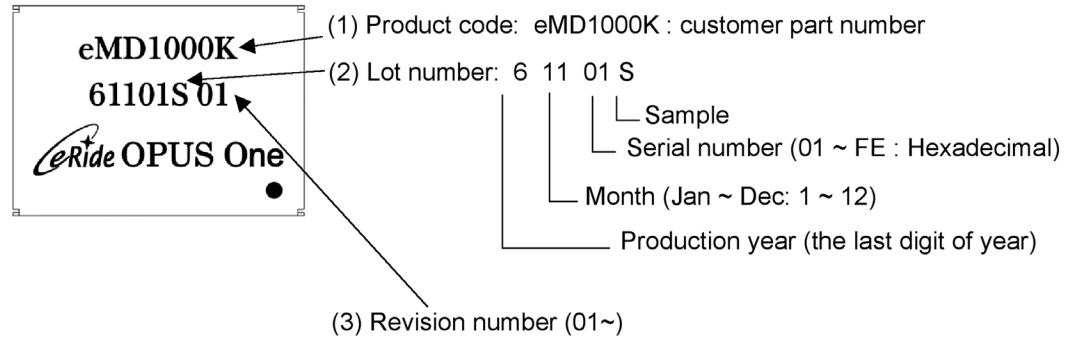 eMD1000K
61101S 01
eRide OPUS One
(1) Product code: eMD1000K : customer part number
(2) Lot number: 6 11 01 S
Sample
Serial number (01 ~ FE : Hexadecimal)
Month (Jan ~ Dec: 1 ~ 12)
Production year (the last digit of year)
(3) Revision number (01~)